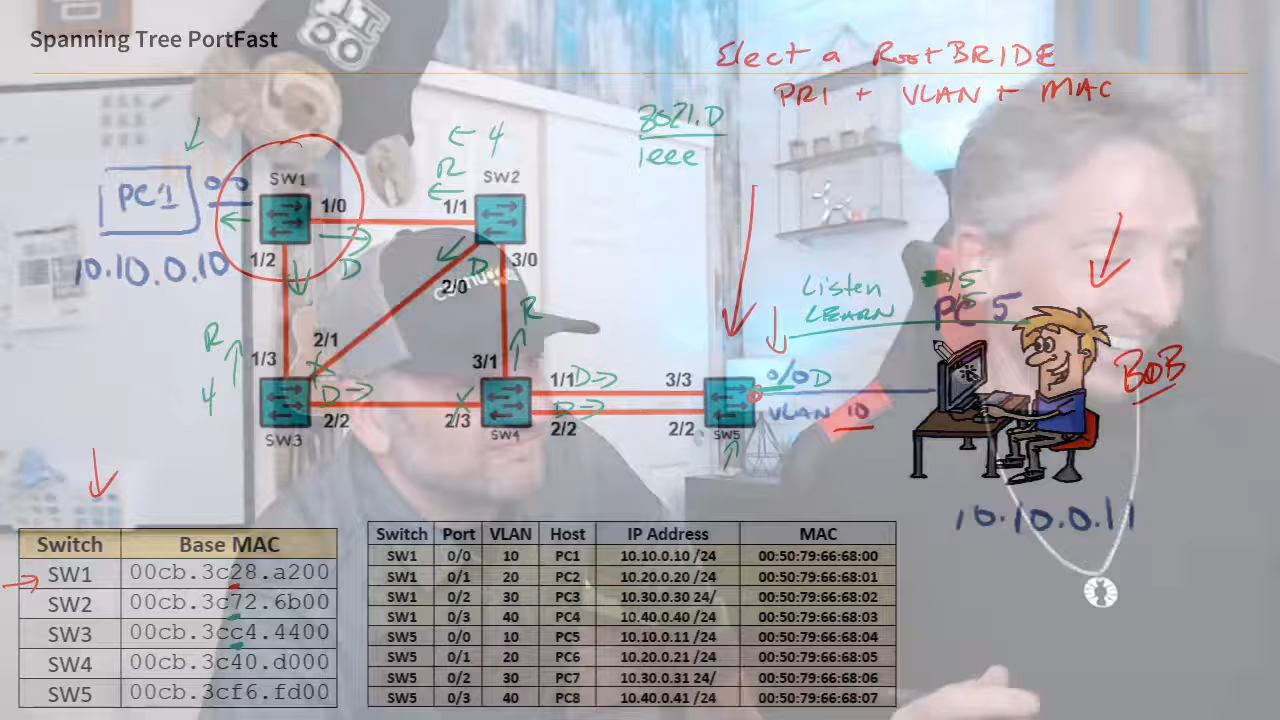 Spanning Tree PortFast
Elect a Root BRIDE
PRI + VLAN + MAC
8021.D
ieee
← 4
R
PC1
0/0
SW1
SW2
1/0
1/1
D
1/2
D
3/0
2/0
10.10.0.10
Listen
LEARN
15
15
PC 5
R
4
R
2/1
1/3
3/1
D
1/1
D
3/3
0/0 D
BOB
2/2
2/3
D
SW3
SW4
2/2
2/2
SW5
VLAN 10
10.10.0.11
Switch Base MAC
SW1 00cb.3c28.a200
SW2 00cb.3c72.6b00
SW3 00cb.3cc4.4400
SW4 00cb.3c40.d000
SW5 00cb.3cf6.fd00
Switch Port VLAN Host IP Address MAC
SW1 0/0 10 PC1 10.10.0.10 /24 00:50:79:66:68:00
SW1 0/1 20 PC2 10.20.0.20 /24 00:50:79:66:68:01
SW1 0/2 30 PC3 10.30.0.30 24/ 00:50:79:66:68:02
SW1 0/3 40 PC4 10.40.0.40 /24 00:50:79:66:68:03
SW5 0/0 10 PC5 10.10.0.11 /24 00:50:79:66:68:04
SW5 0/1 20 PC6 10.20.0.21 /24 00:50:79:66:68:05
SW5 0/2 30 PC7 10.30.0.31 /24 00:50:79:66:68:06
SW5 0/3 40 PC8 10.40.0.41 /24 00:50:79:66:68:07